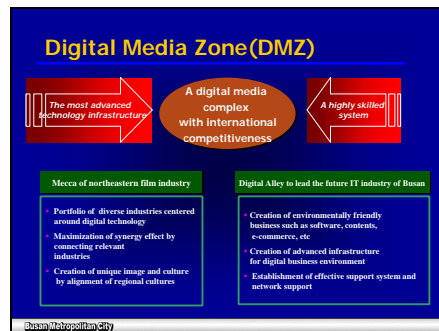 Digital Media Zone(DMZ)
The most advanced
technology infrastructure
A digital media
complex
with international
competitiveness
A highly skilled
system
Mecca of northeastern film industry
• Portfolio of diverse industries centered
around digital technology
• Maximization of synergy effect by
connecting relevant
industries
• Creation of unique image and culture
by alignment of regional cultures
Digital Alley to lead the future IT industry of Busan
• Creation of environmentally friendly
business such as software, contents,
e-commerce, etc
• Creation of advanced infrastructure
for digital business environment
• Establishment of effective support system and
network support
Busan Metropolitan City